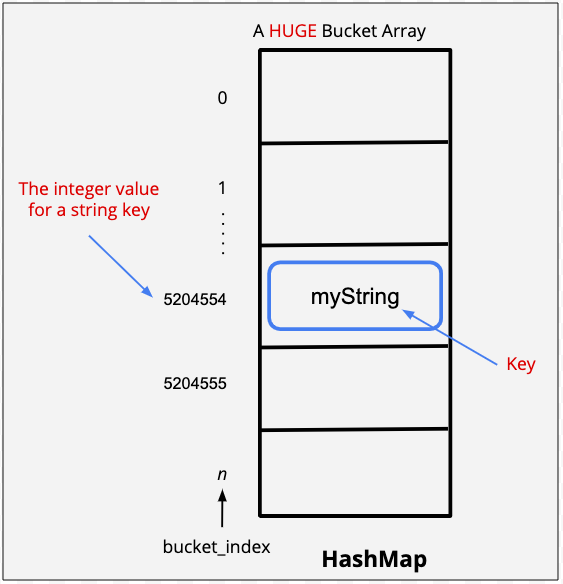 A HUGE Bucket Array
0
The integer value
for a string key
1
5204554
myString
Key
5204555
n
bucket_index
HashMap